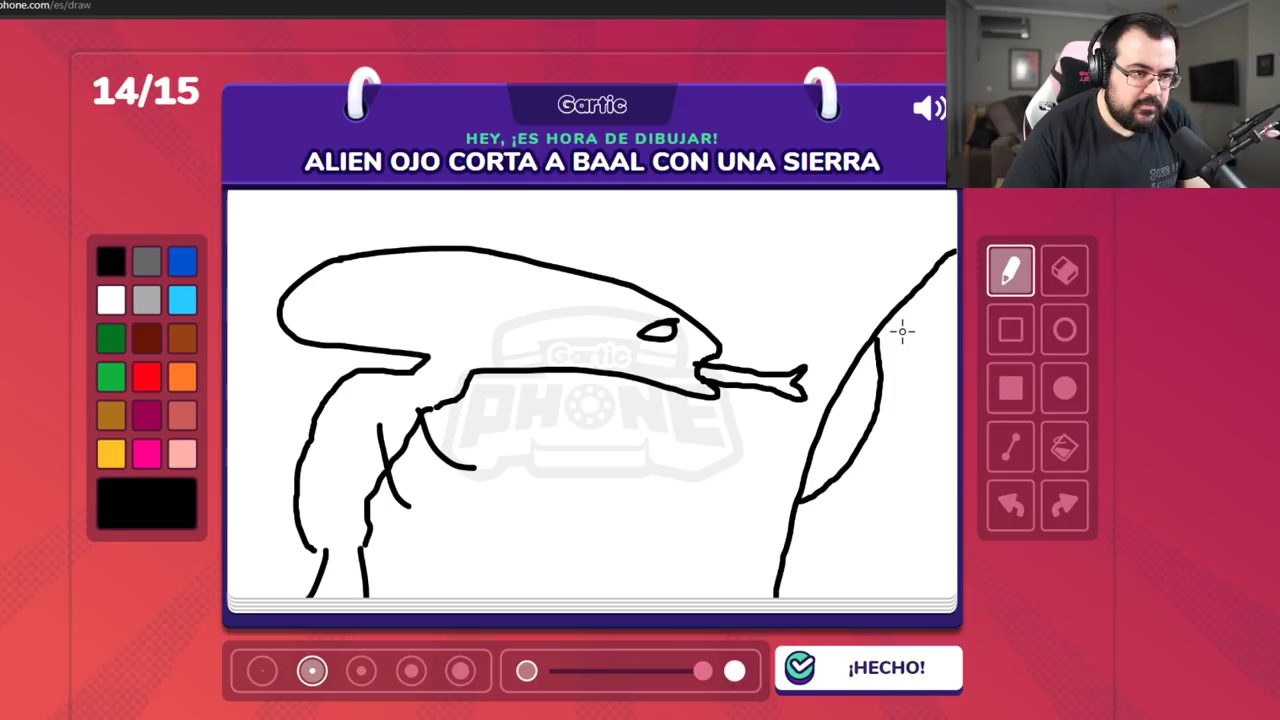 phone.com/es/draw
14/15
Gartic
HEY, ¡ES HORA DE DIBUJAR!
ALIEN OJO CORTA A BAAL CON UNA SIERRA
Gartic
PHONE
¡HECHO!